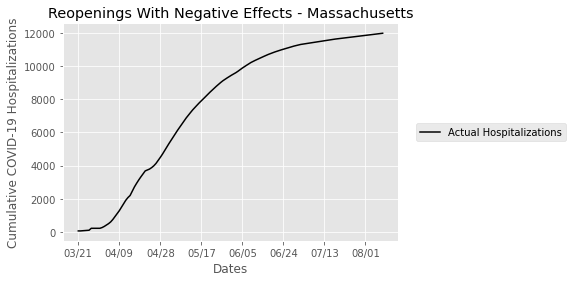 Reopenings With Negative Effects - Massachusetts
Cumulative COVID-19 Hospitalizations
12000
10000
8000
6000
4000
2000
0
03/21 04/09 04/28 05/17 06/05 06/24 07/13 08/01
Dates
Actual Hospitalizations